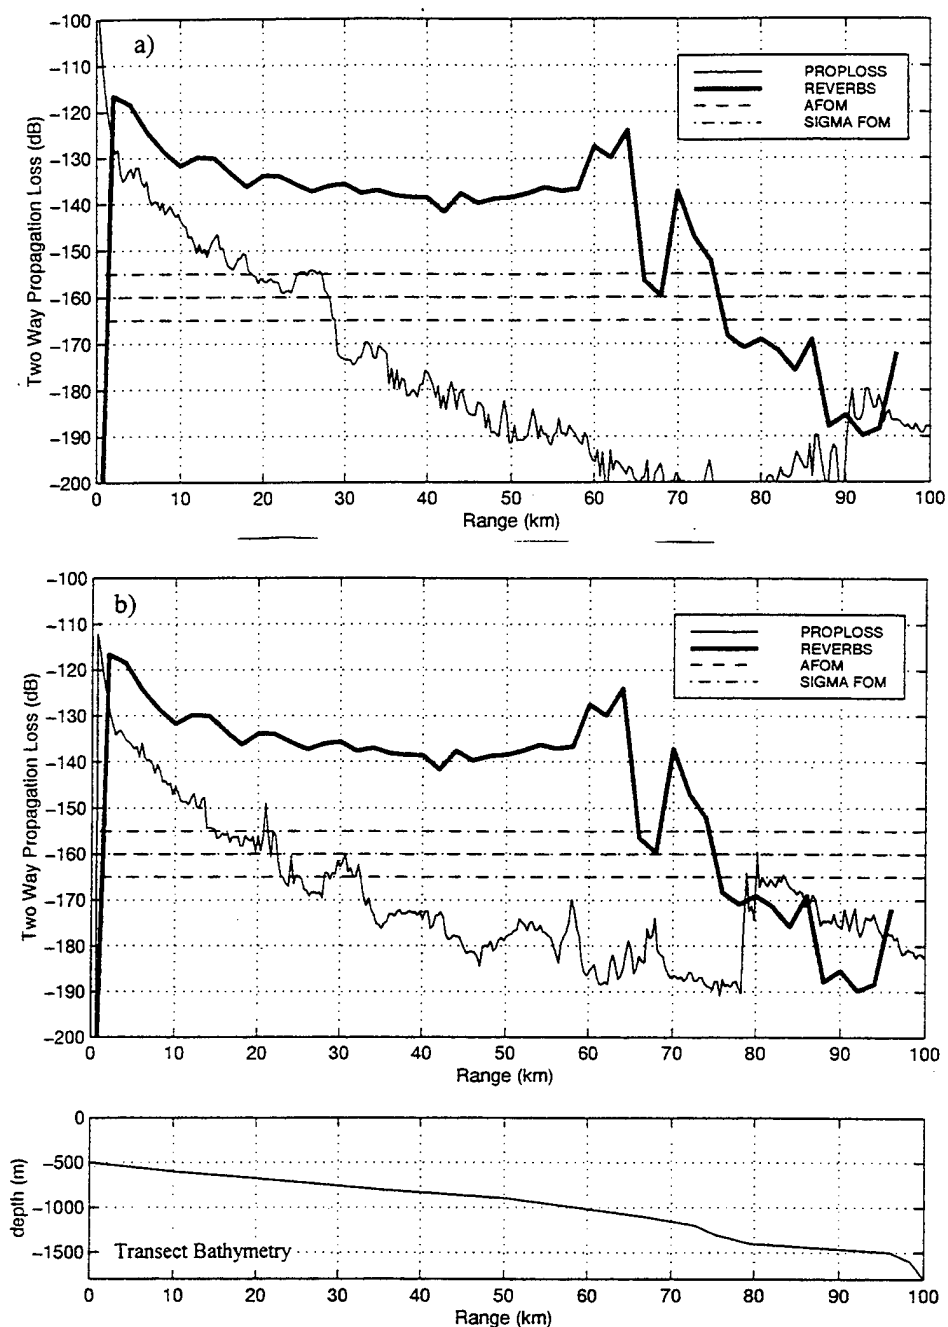 a)
-100
-110
-120
-130
-140
-150
-160
-170
-180
-190
-200
Two Way Propagation Loss (dB)
PROPLOSS
REVERBS
AFOM
SIGMA FOM
0 10 20 30 40 50 60 70 80 90 100
Range (km)
b)
-100
-110
-120
-130
-140
-150
-160
-170
-180
-190
-200
Two Way Propagation Loss (dB)
PROPLOSS
REVERBS
AFOM
SIGMA FOM
0 10 20 30 40 50 60 70 80 90 100
Range (km)
0
-500
-1000
-1500
depth (m)
Transect Bathymetry
0 10 20 30 40 50 60 70 80 90 100
Range (km)